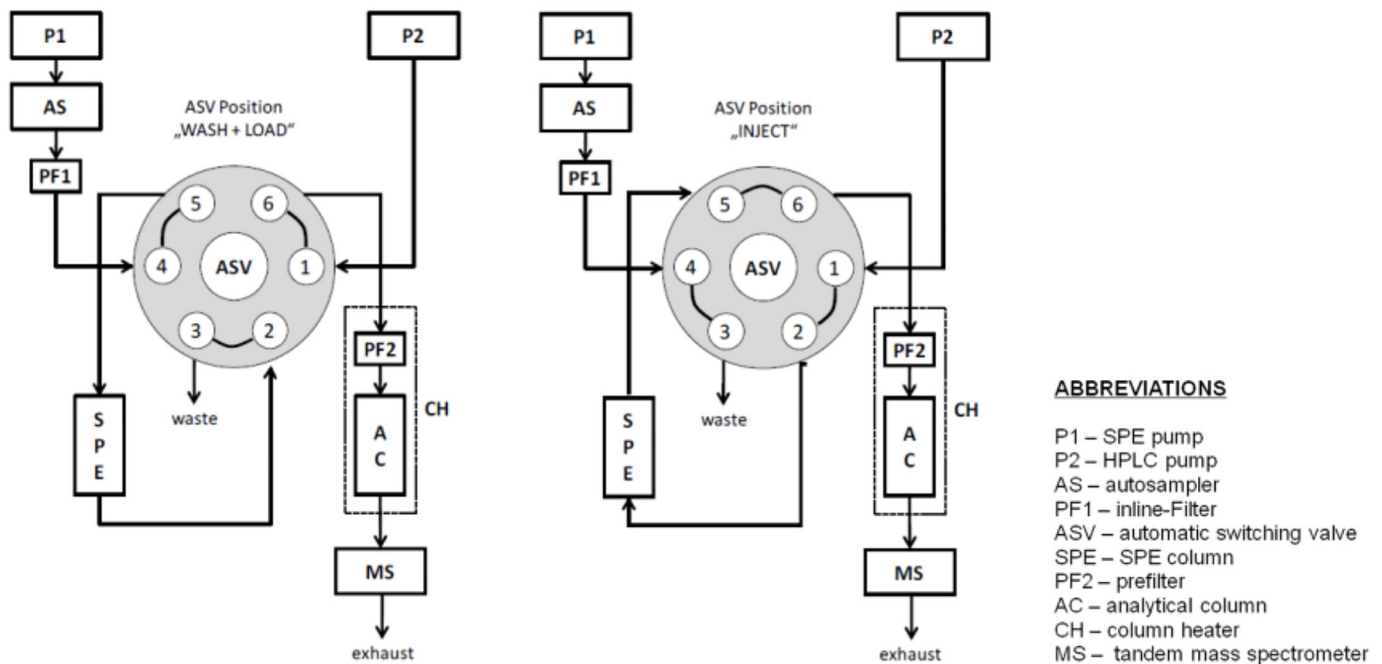 P1
P2
AS
ASV Position
„WASH + LOAD“
PF1
5
6
4
ASV
1
3
2
PF2
waste
S
P
E
A
C
CH
MS
exhaust
P1
P2
AS
ASV Position
„INJECT“
PF1
5
6
4
ASV
1
3
2
PF2
waste
S
P
E
A
C
CH
MS
exhaust
ABBREVIATIONS
P1 – SPE pump
P2 – HPLC pump
AS – autosampler
PF1 – inline-Filter
ASV – automatic switching valve
SPE – SPE column
PF2 – prefilter
AC – analytical column
CH – column heater
MS – tandem mass spectrometer